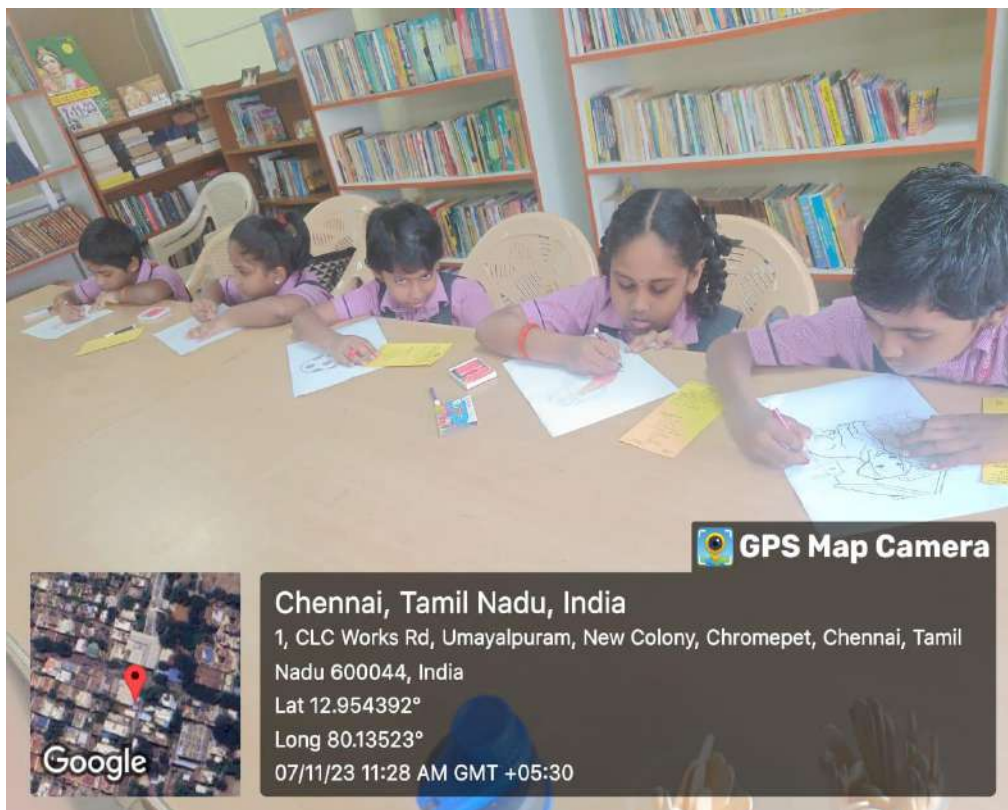 GPS Map Camera
Chennai, Tamil Nadu, India
1, CLC Works Rd, Umayalpuram, New Colony, Chromepet, Chennai, Tamil
Nadu 600044, India
Lat 12.954392°
Long 80.13523°
07/11/23 11:28 AM GMT +05:30
Google